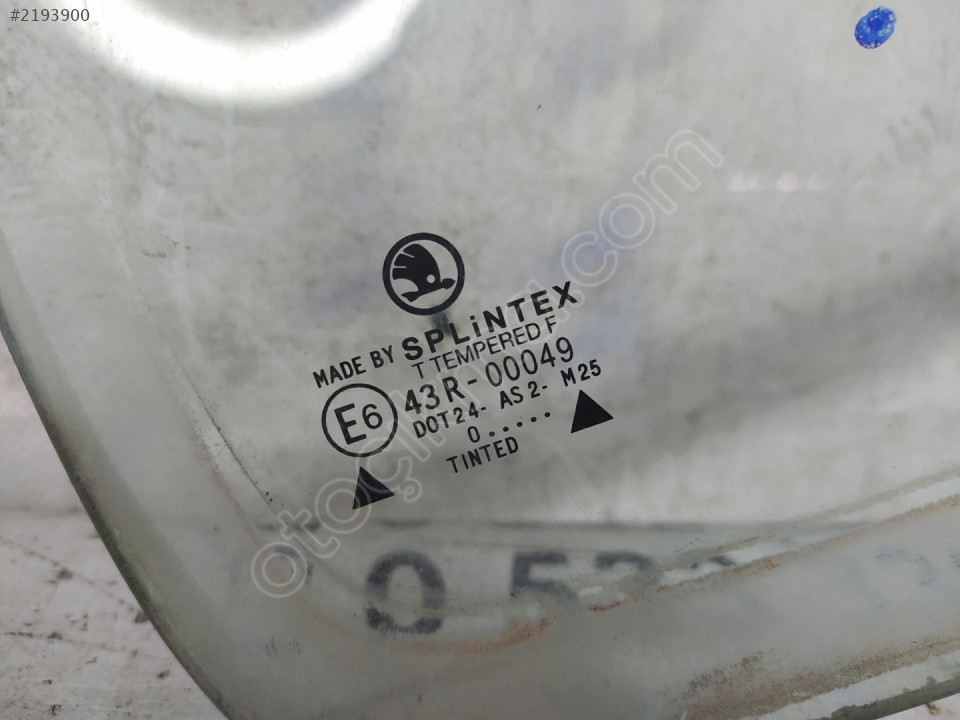 #2193900
MADE BY SPLiNTEX
T TEMPERED F
E6 43R-00049
DOT24- AS2- M25
0.....
TINTED